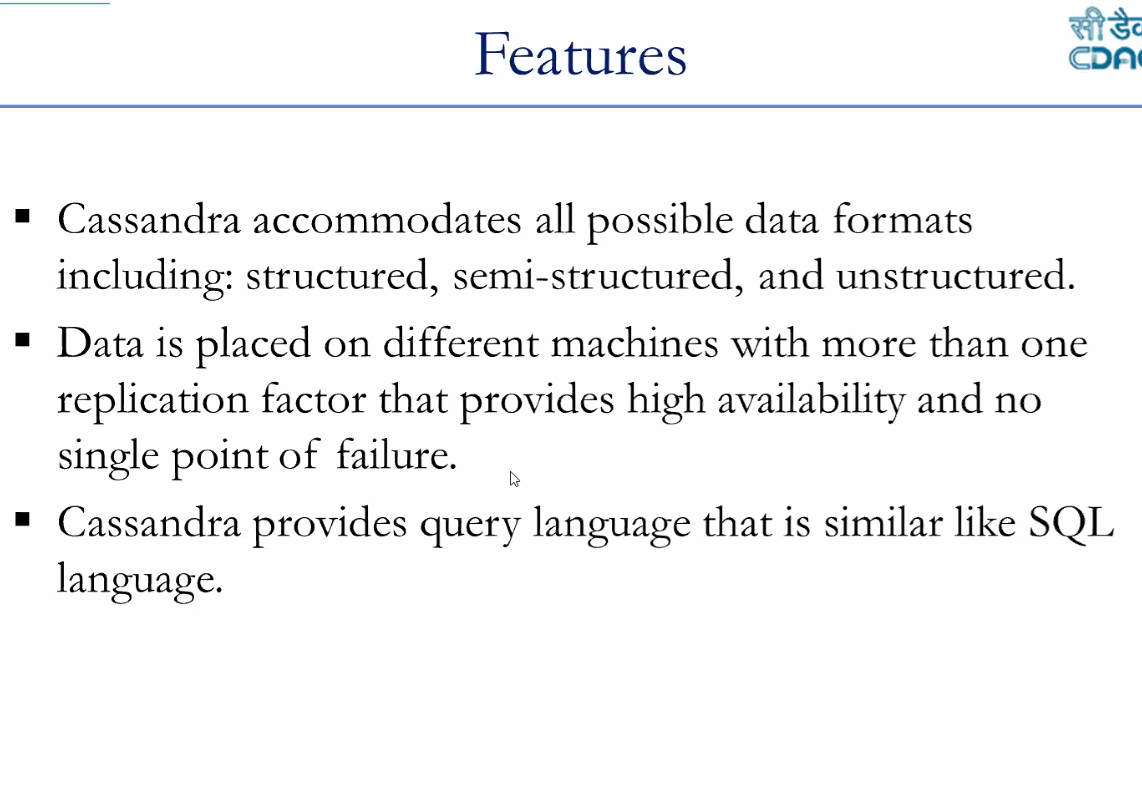 Features
सी डैक
CDAC
▪ Cassandra accommodates all possible data formats
including: structured, semi-structured, and unstructured.
▪ Data is placed on different machines with more than one
replication factor that provides high availability and no
single point of failure.
▪ Cassandra provides query language that is similar like SQL
language.